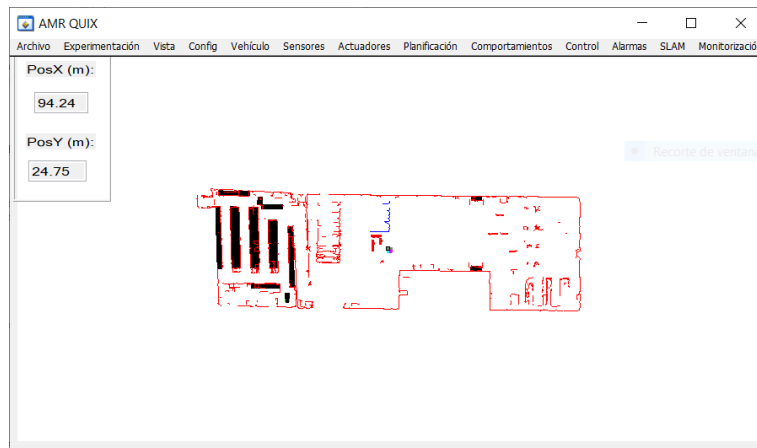 AMR QUIX
Archivo Experimentación Vista Config Vehículo Sensores Actuadores Planificación Comportamientos Control Alarmas SLAM Monitorizació
PosX (m):
94.24
PosY (m):
24.75
Recorte de ventana